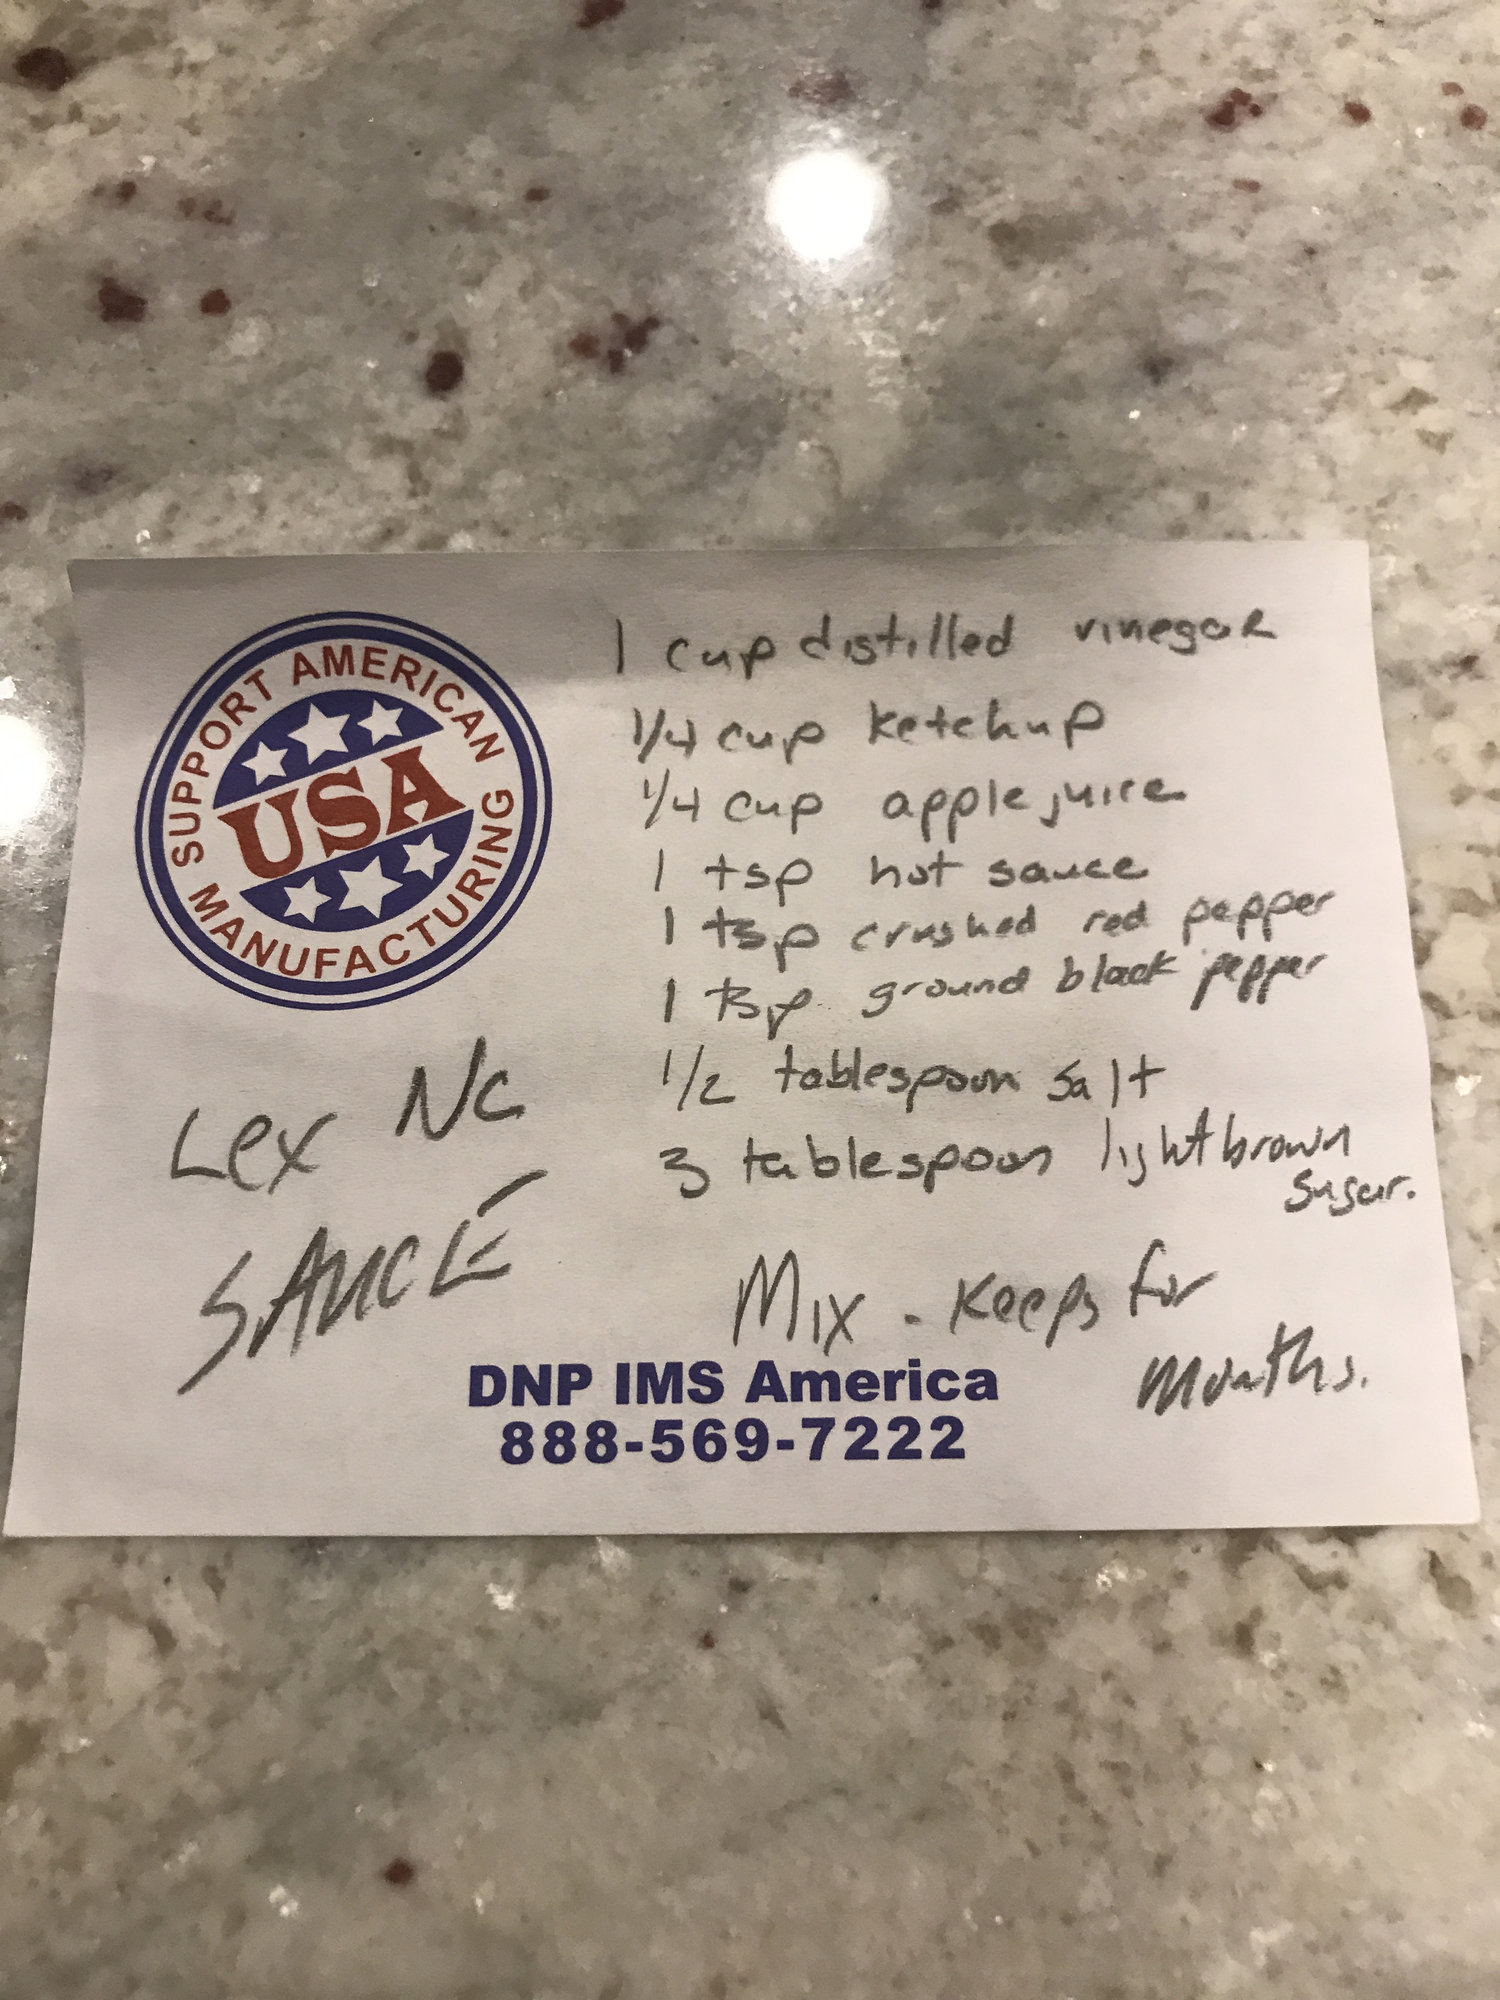 SUPPORT AMERICAN
USA
MANUFACTURING
1 cup distilled vinegar
1/4 cup ketchup
1/4 cup apple juice
1 tsp hot sauce
1 tsp crushed red pepper
1 tsp ground black pepper
1/2 tablespoon salt
3 tablespoon light brown
sugar.
Lex NC
SAUCE
Mix - Keeps for
months.
DNP IMS America
888-569-7222